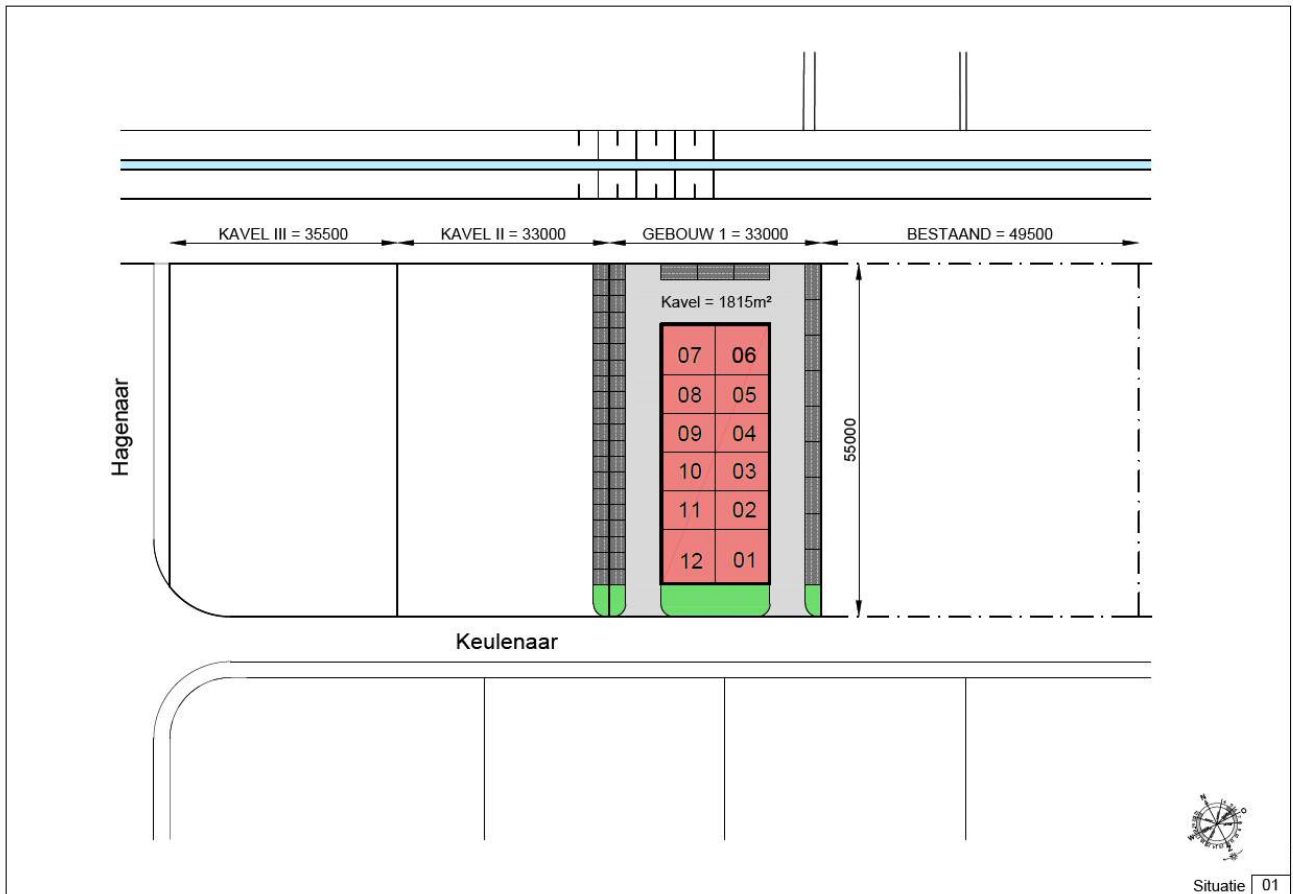 KAVEL III = 35500
KAVEL II = 33000
GEBOUW 1 = 33000
BESTAAND = 49500
Kavel = 1815m²
07 06
08 05
09 04
10 03
11 02
12 01
55000
Hagenaar
Keulenaar
N
O
Z
W
Situatie 01